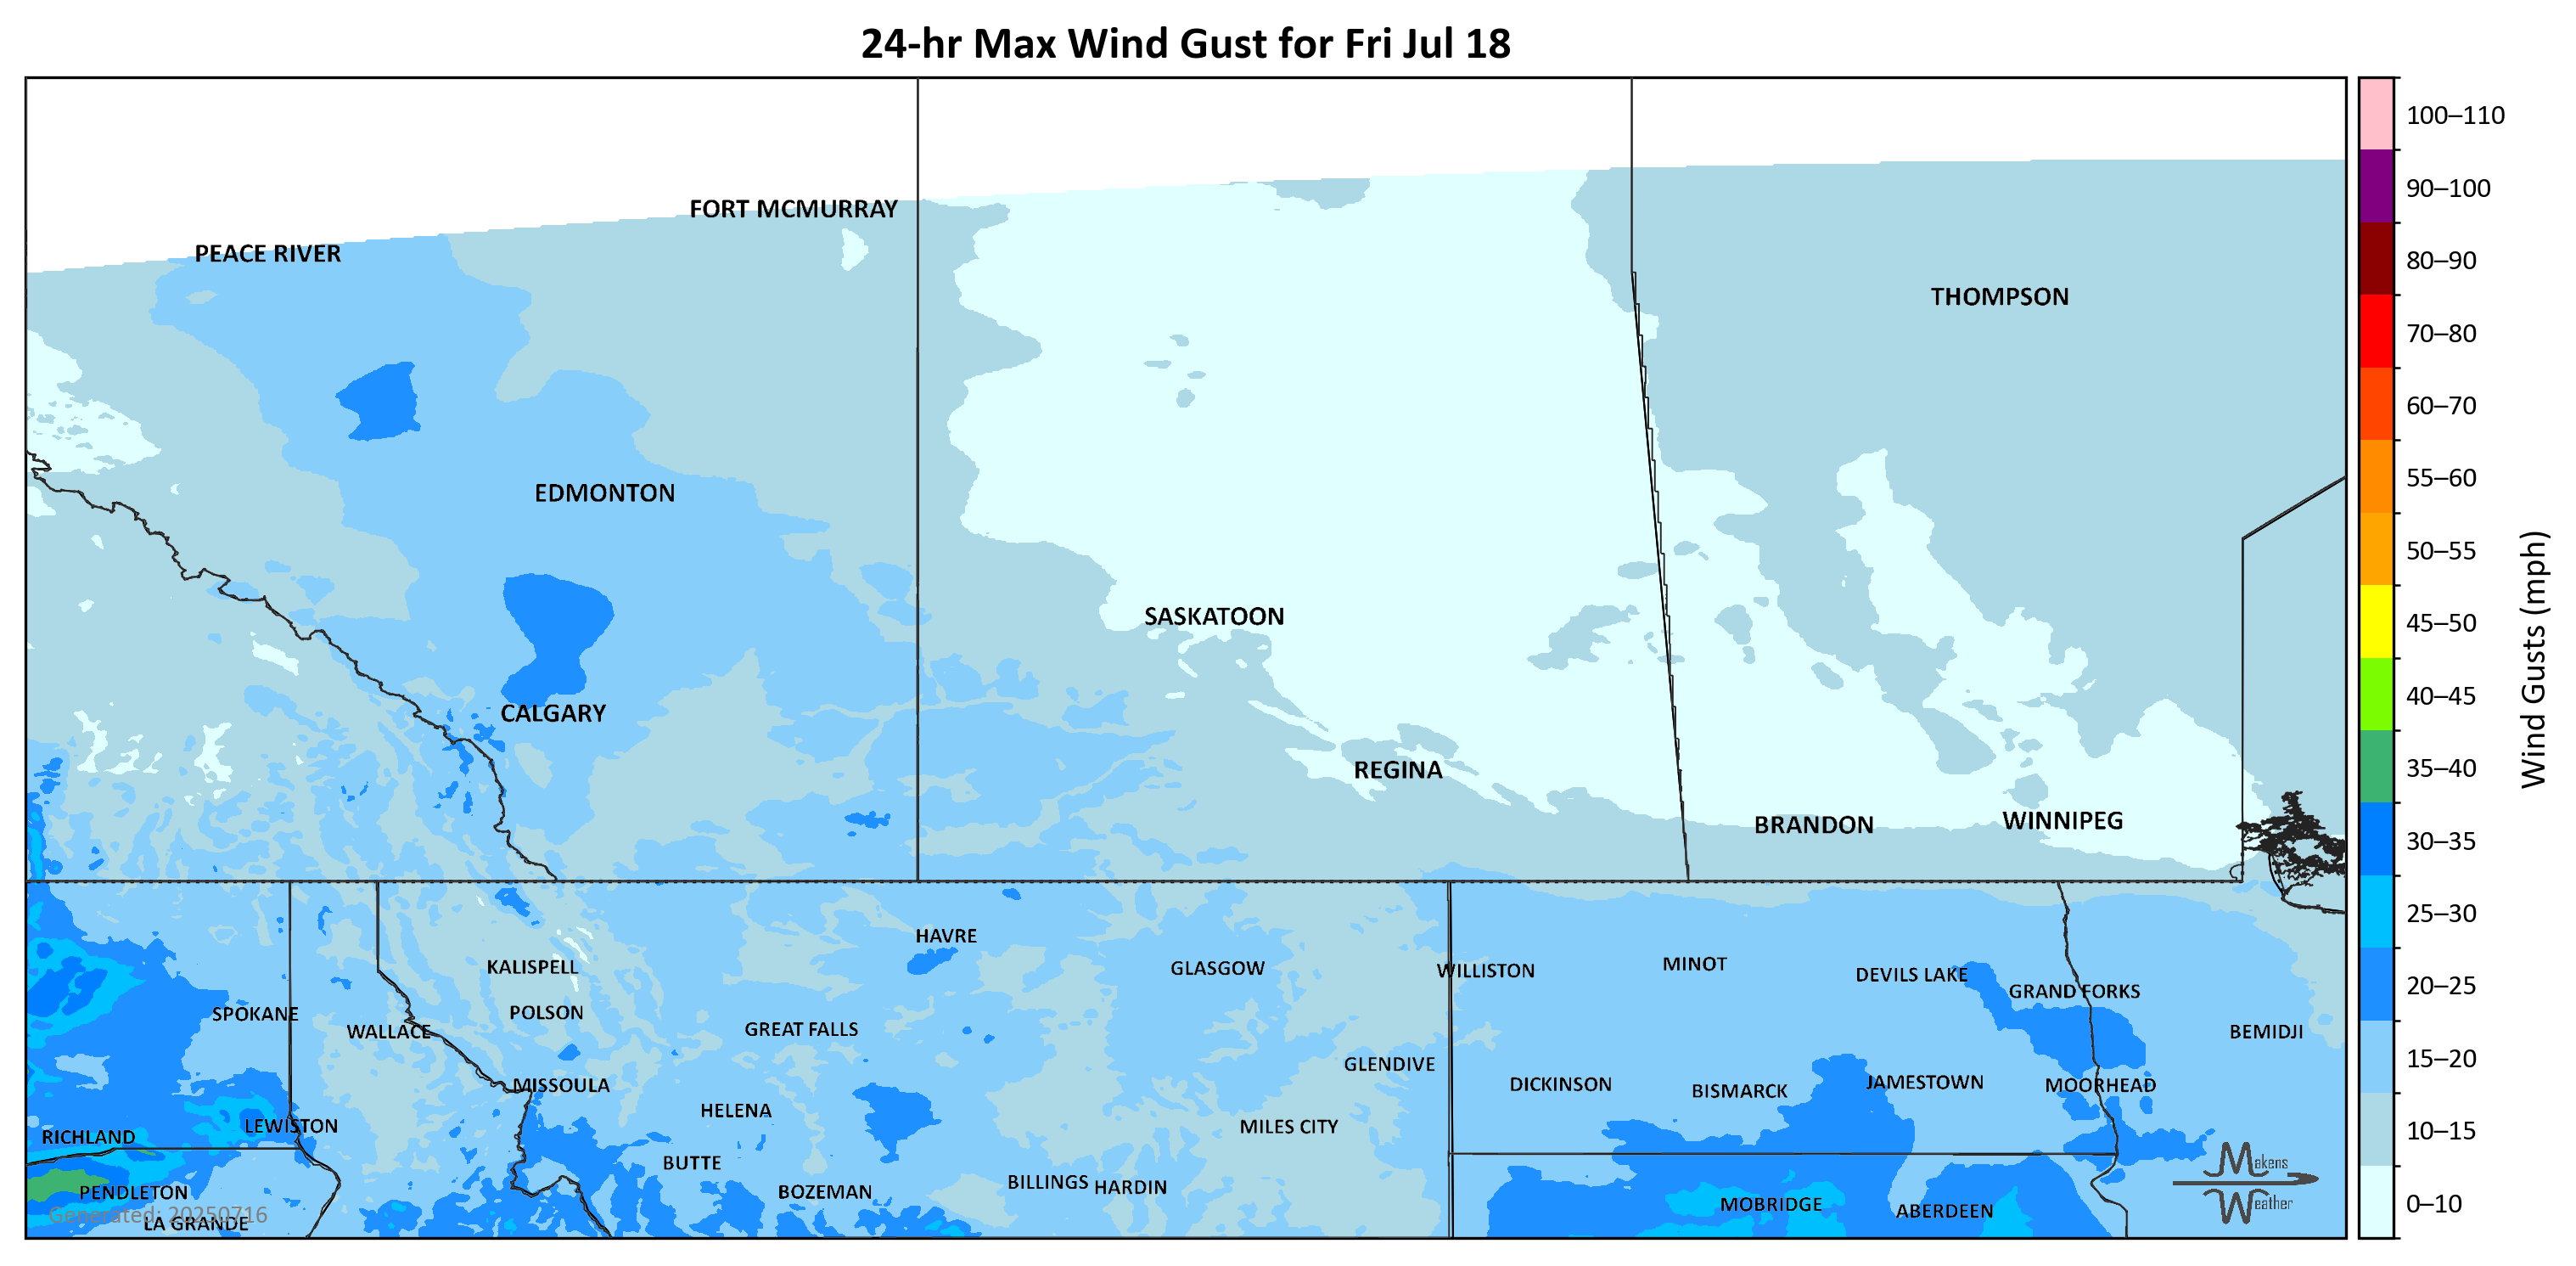 24-hr Max Wind Gust for Fri Jul 18
100–110
FORT MCMURRAY
90–100
PEACE RIVER
80–90
THOMPSON
70–80
60–70
55–60
EDMONTON
50–55
SASKATOON
45–50
Wind Gusts (mph)
40–45
CALGARY
REGINA
35–40
BRANDON
WINNIPEG
30–35
25–30
HAVRE
KALISPELL
GLASGOW
WILLISTON
MINOT
DEVILS LAKE
20–25
GRAND FORKS
SPOKANE
POLSON
WALLACE
GREAT FALLS
BEMIDJI
15–20
GLENDIVE
MISSOULA
DICKINSON
BISMARCK
JAMESTOWN
MOORHEAD
HELENA
LEWISTON
MILES CITY
10–15
RICHLAND
BUTTE
Makens
PENDLETON
BOZEMAN
BILLINGS
HARDIN
MOBRIDGE
ABERDEEN
Weather
0–10
Generated: 20250716
LA GRANDE